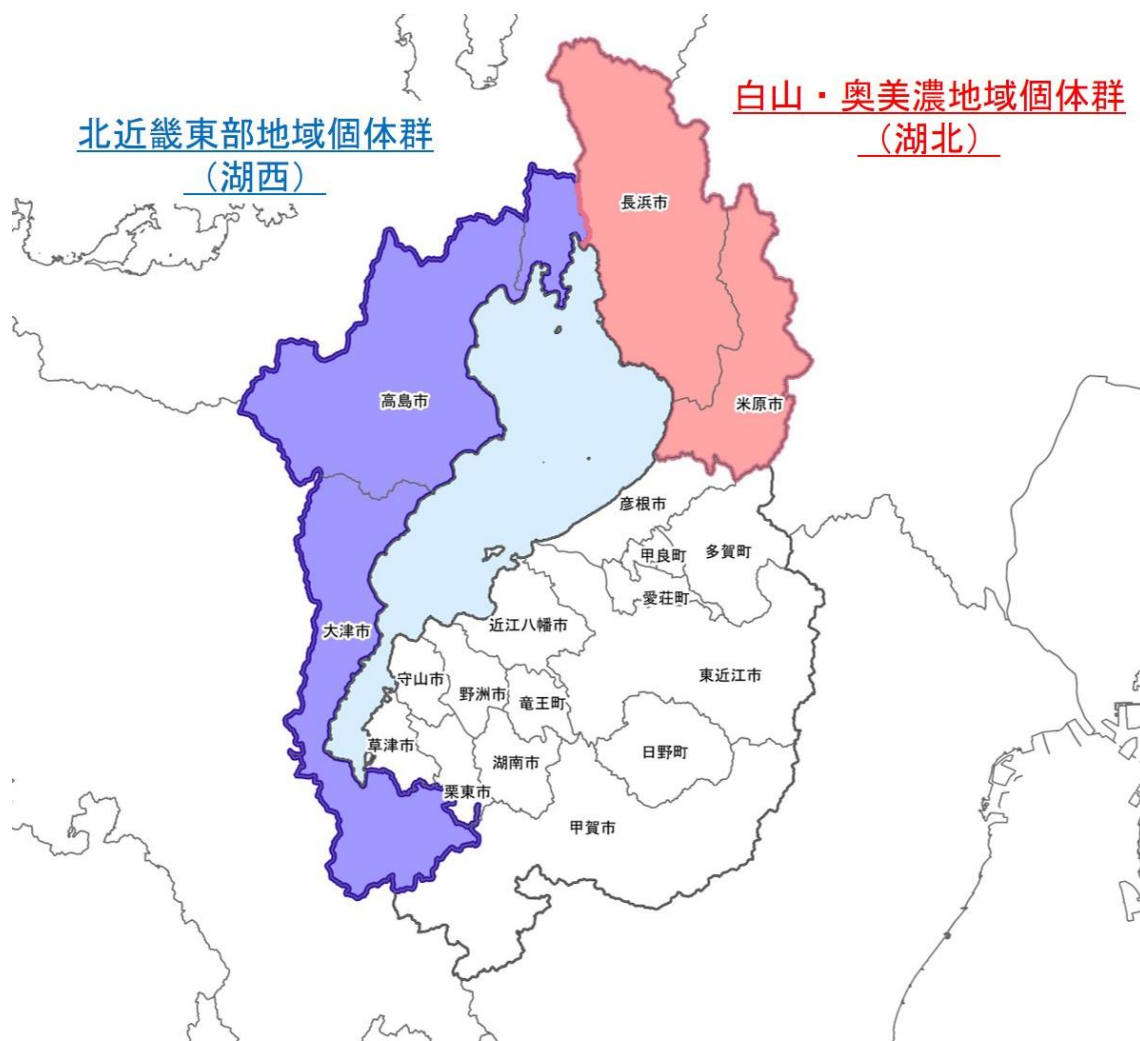 北近畿東部地域個体群
（湖西）
白山・奥美濃地域個体群
（湖北）
長浜市
高島市
米原市
彦根市
甲良町
多賀町
愛荘町
大津市
近江八幡市
東近江市
守山市
野洲市
竜王町
草津市
湖南市
日野町
栗東市
甲賀市